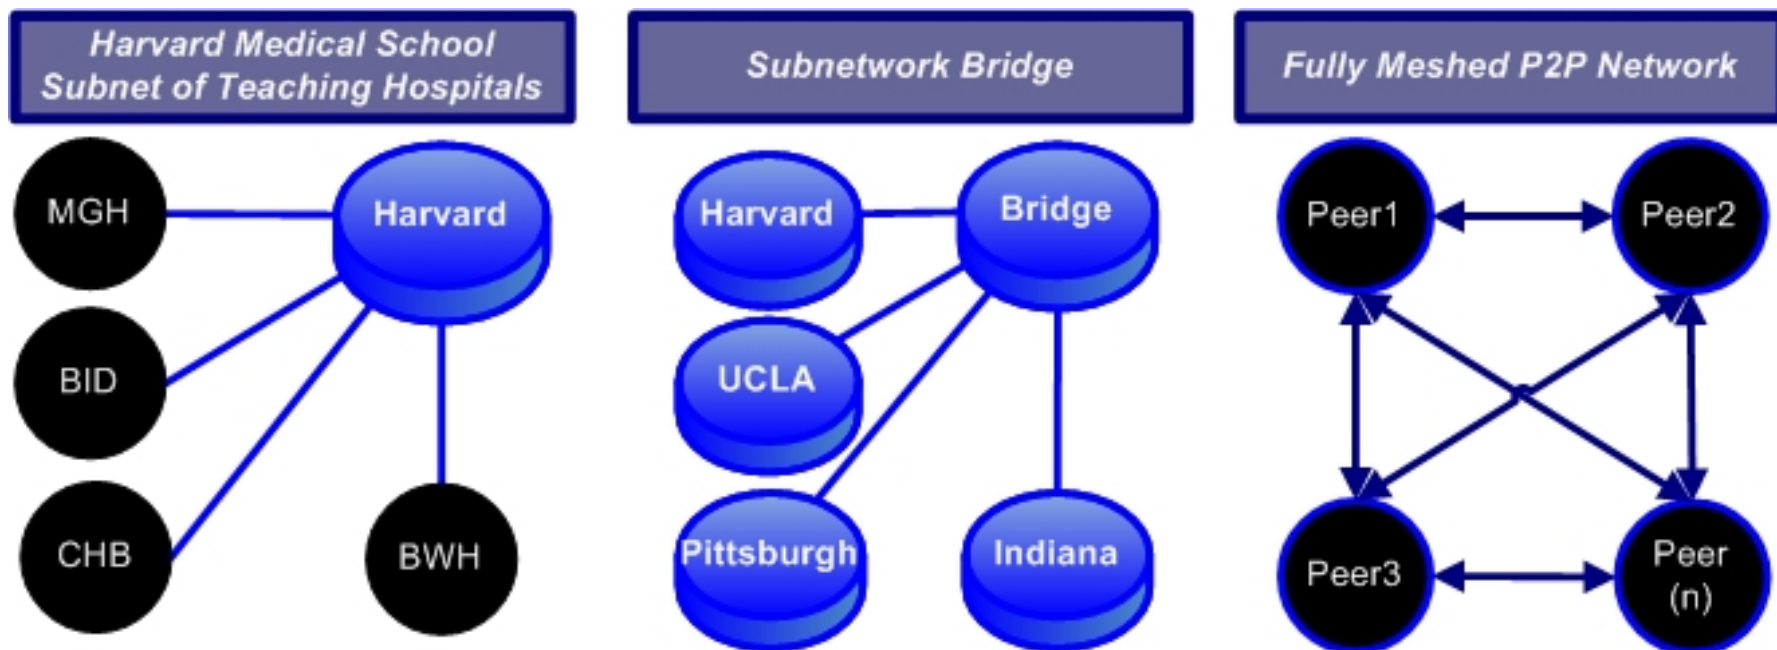 Harvard Medical School
Subnet of Teaching Hospitals
MGH
Harvard
BID
CHB
BWH
Subnetwork Bridge
Harvard
Bridge
UCLA
Pittsburgh
Indiana
Fully Meshed P2P Network
Peer1
Peer2
Peer3
Peer
(n)